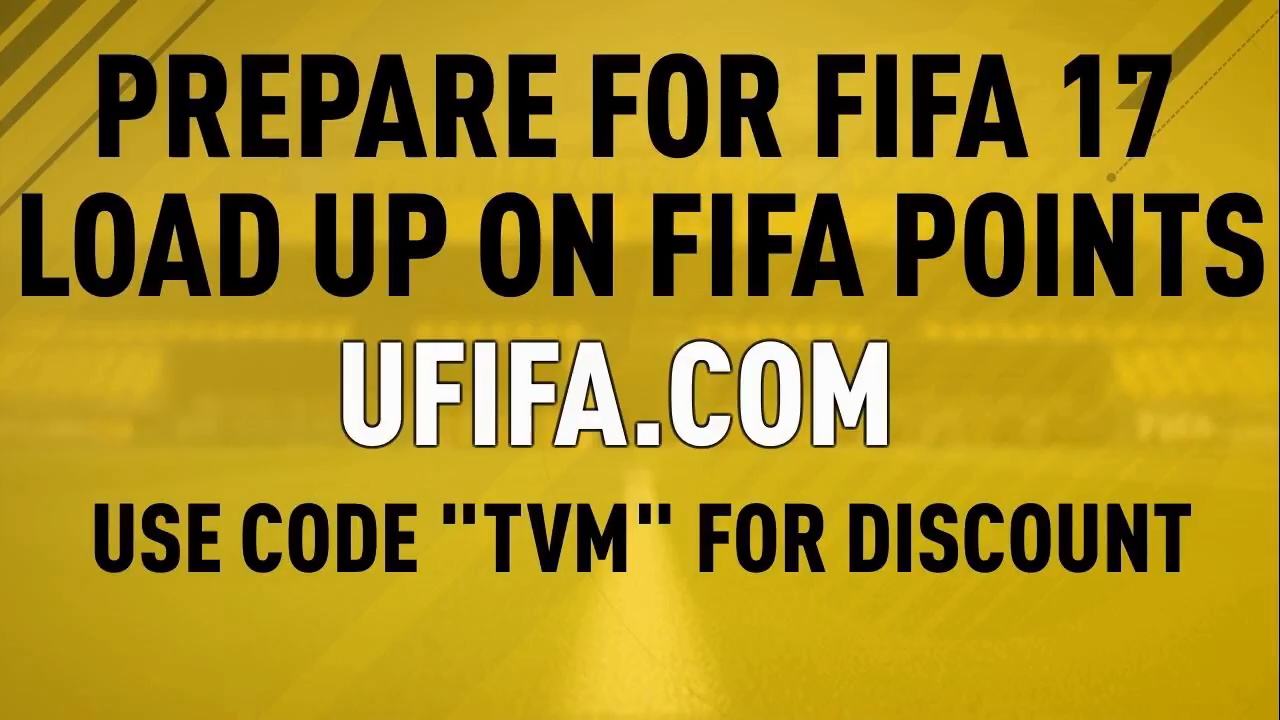 PREPARE FOR FIFA 17
LOAD UP ON FIFA POINTS
UFIFA.COM
USE CODE "TVM" FOR DISCOUNT